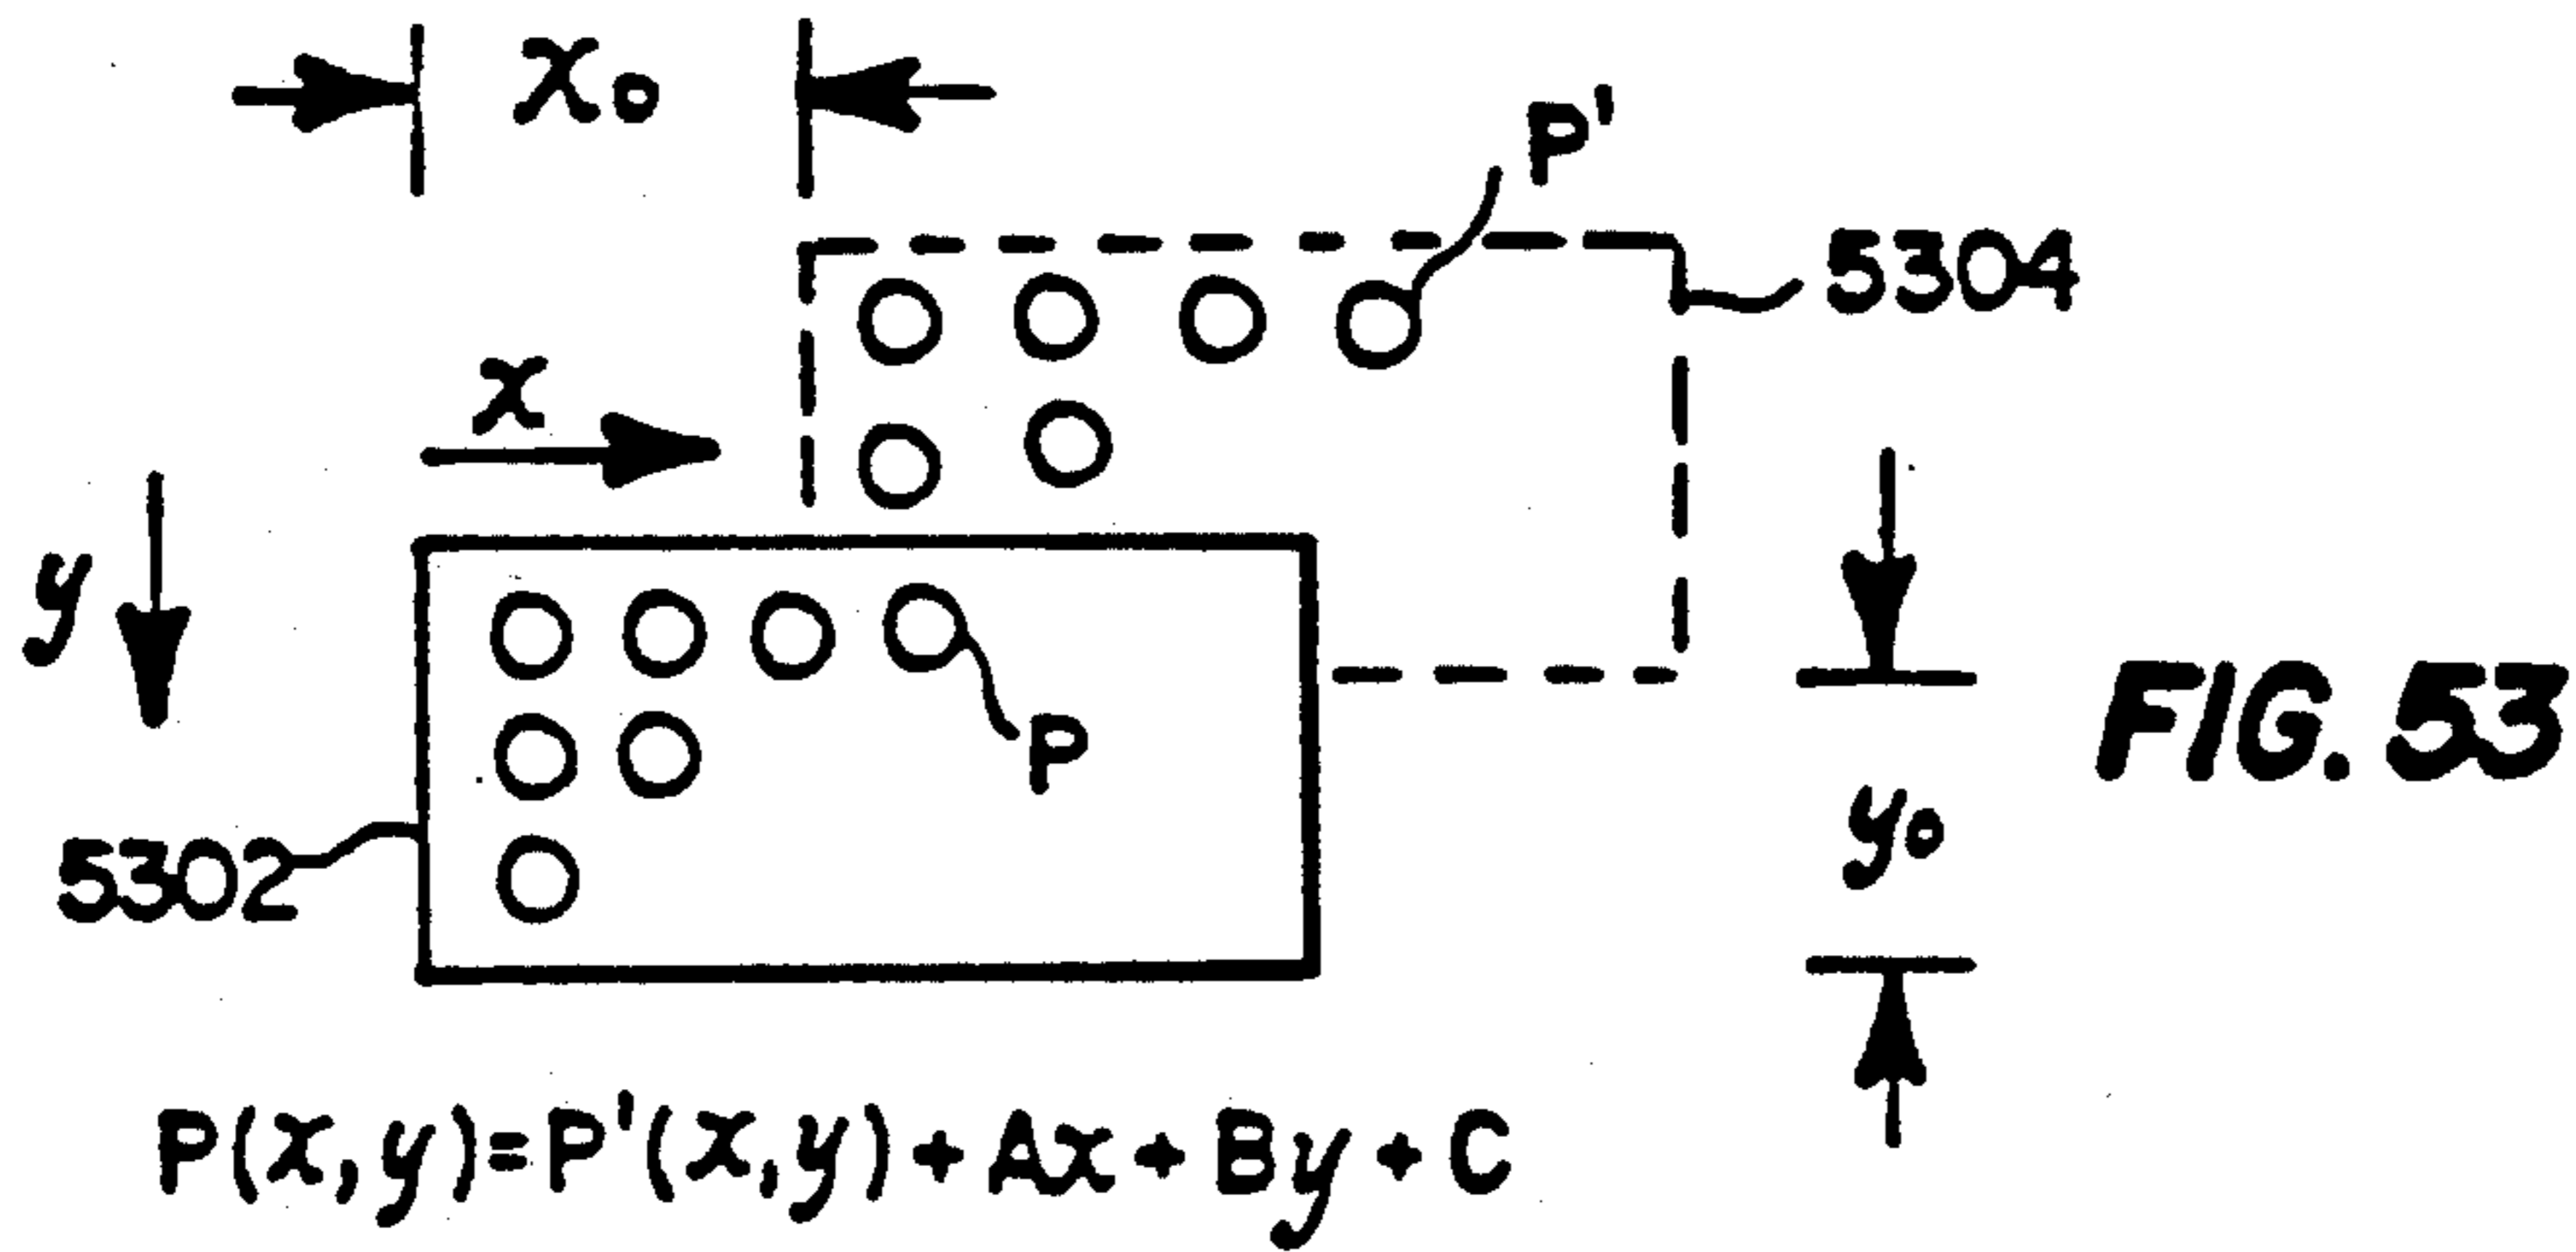 x₀
P'
5304
x
y
P
FIG. 53
y₀
5302
P(x,y)=P'(x,y)+Ax+By+C